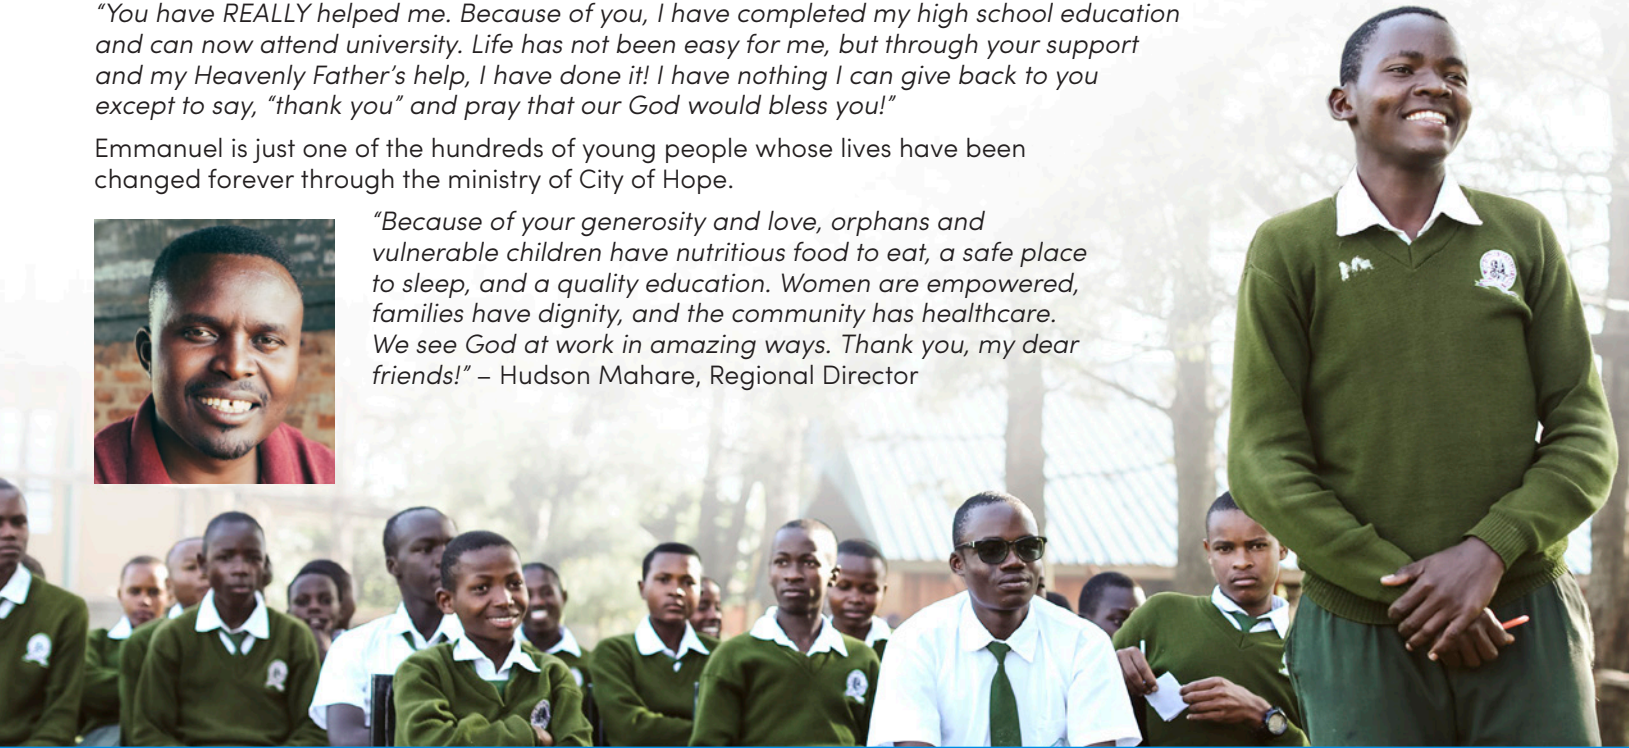 “You have REALLY helped me. Because of you, I have completed my high school education
and can now attend university. Life has not been easy for me, but through your support
and my Heavenly Father’s help, I have done it! I have nothing I can give back to you
except to say, “thank you” and pray that our God would bless you!”
Emmanuel is just one of the hundreds of young people whose lives have been
changed forever through the ministry of City of Hope.
“Because of your generosity and love, orphans and
vulnerable children have nutritious food to eat, a safe place
to sleep, and a quality education. Women are empowered,
families have dignity, and the community has healthcare.
We see God at work in amazing ways. Thank you, my dear
friends!” – Hudson Mahare, Regional Director